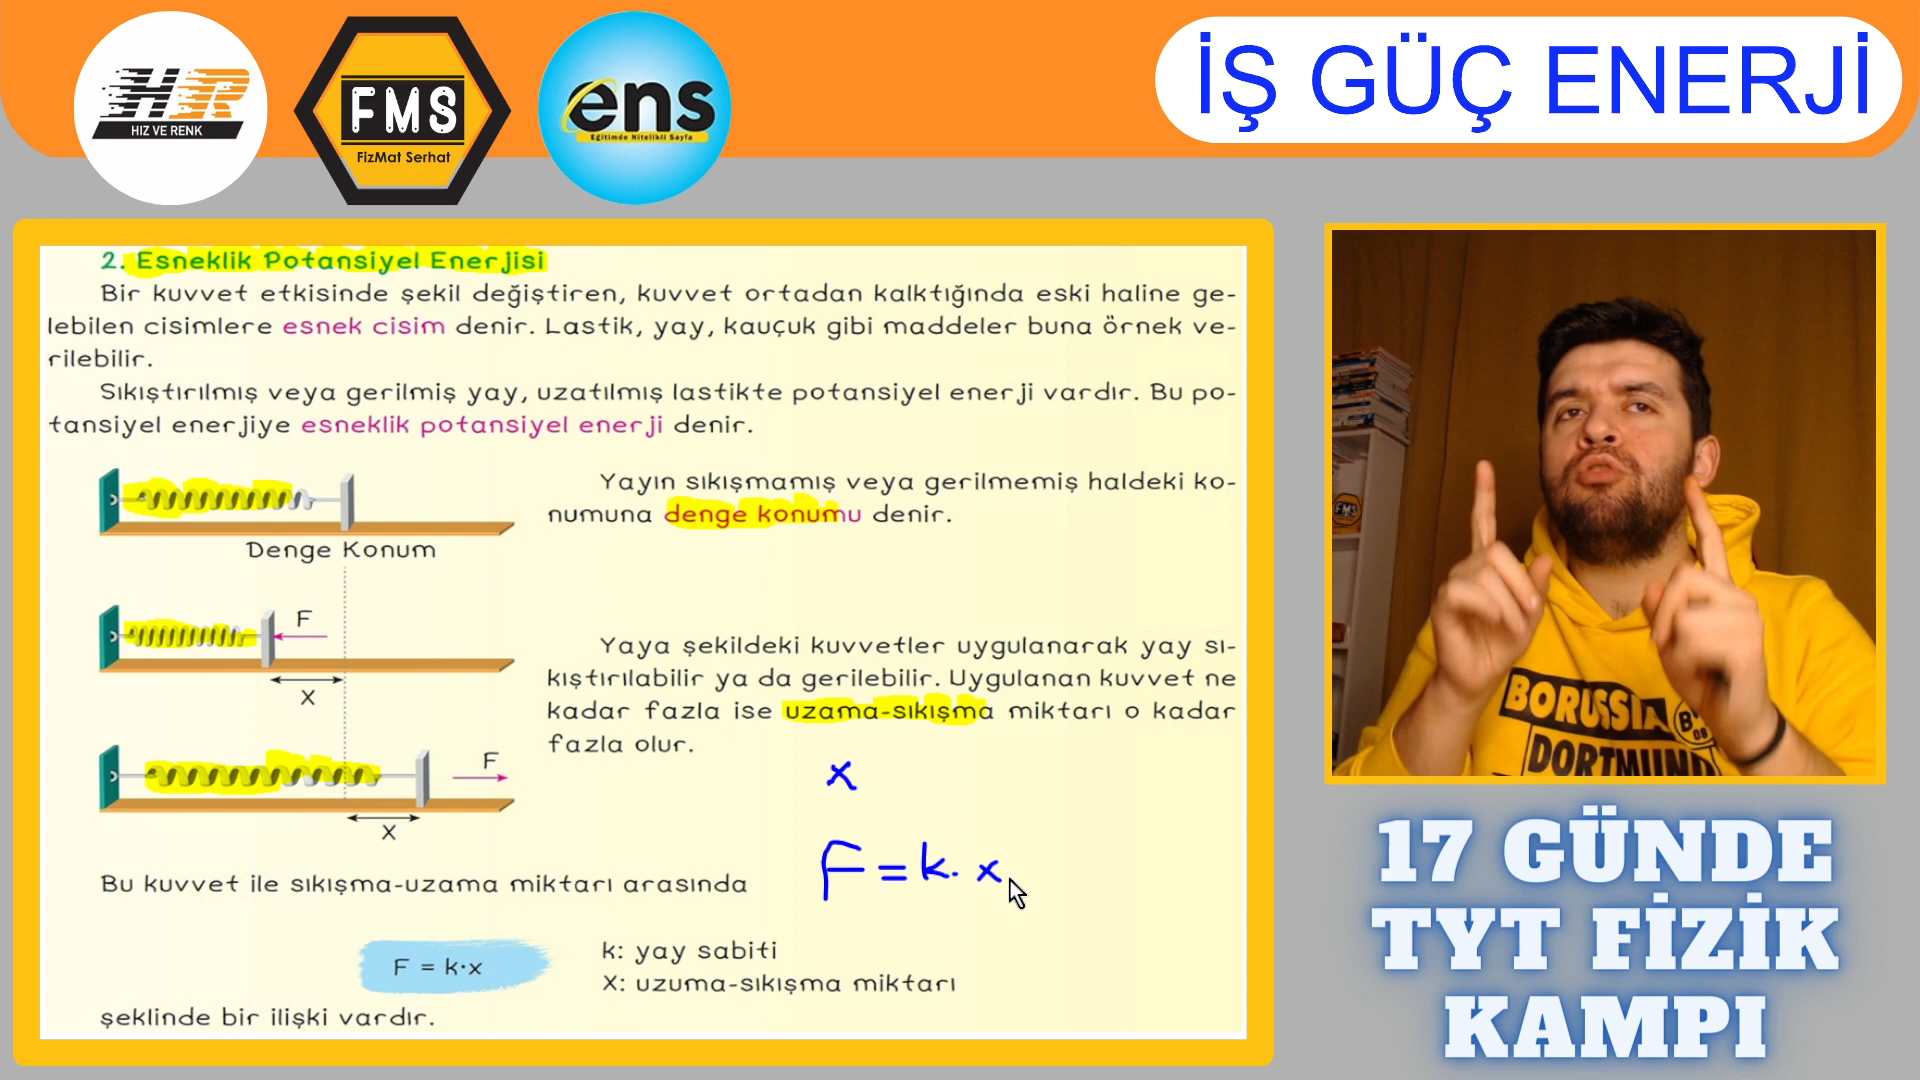 HIZ VE RENK
FMS
FizMat Serhat
ens
Eğitimde Nitelikli Sayfa
İŞ GÜÇ ENERJİ
2. Esneklik Potansiyel Enerjisi
Bir kuvvet etkisinde şekil değiştiren, kuvvet ortadan kalktığında eski haline ge-
lebilen cisimlere esnek cisim denir. Lastik, yay, kauçuk gibi maddeler buna örnek ve-
rilebilir.
Sıkıştırılmış veya gerilmiş yay, uzatılmış lastikte potansiyel enerji vardır. Bu po-
tansiyel enerjiye esneklik potansiyel enerji denir.
Yayın sıkışmamış veya gerilmemiş haldeki ko-
numuna denge konumu denir.
Denge Konum
F
X
Yaya şekildeki kuvvetler uygulanarak yay sı-
kıştırılabilir ya da gerilebilir. Uygulanan kuvvet ne
kadar fazla ise uzama-sıkışma miktarı o kadar
fazla olur.
F
X
x
F = k. x
Bu kuvvet ile sıkışma-uzama miktarı arasında
F = k·x
k: yay sabiti
X: uzuma-sıkışma miktarı
şeklinde bir ilişki vardır.
FMS
BORUSSIA
DORTMUND
17 GÜNDE
TYT FİZİK
KAMPI